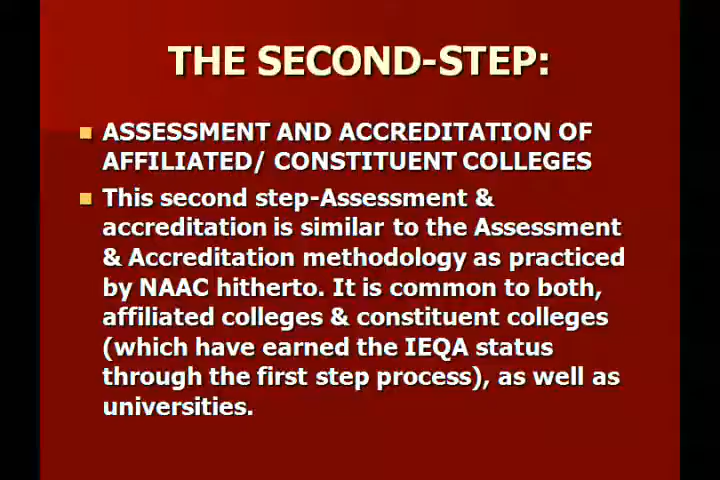 THE SECOND-STEP:
ASSESSMENT AND ACCREDITATION OF
AFFILIATED/ CONSTITUENT COLLEGES
This second step-Assessment &
accreditation is similar to the Assessment
& Accreditation methodology as practiced
by NAAC hitherto. It is common to both,
affiliated colleges & constituent colleges
(which have earned the IEQA status
through the first step process), as well as
universities.